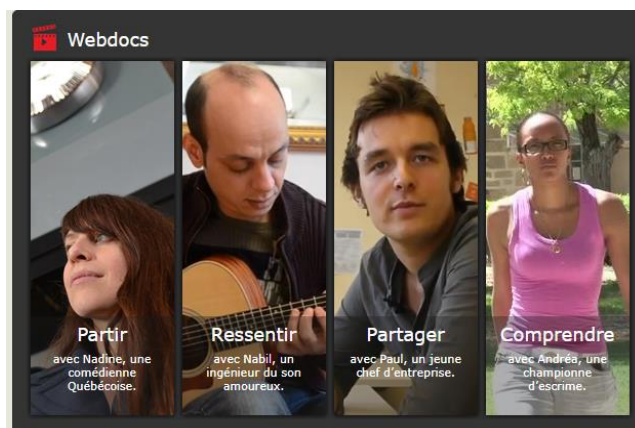 Webdocs
Partir
avec Nadine, une
comédienne
Québécoise.
Ressentir
avec Nabil, un
ingénieur du son
amoureux.
Partager
avec Paul, un jeune
chef d'entreprise.
Comprendre
avec Andréa, une
championne
d'escrime.